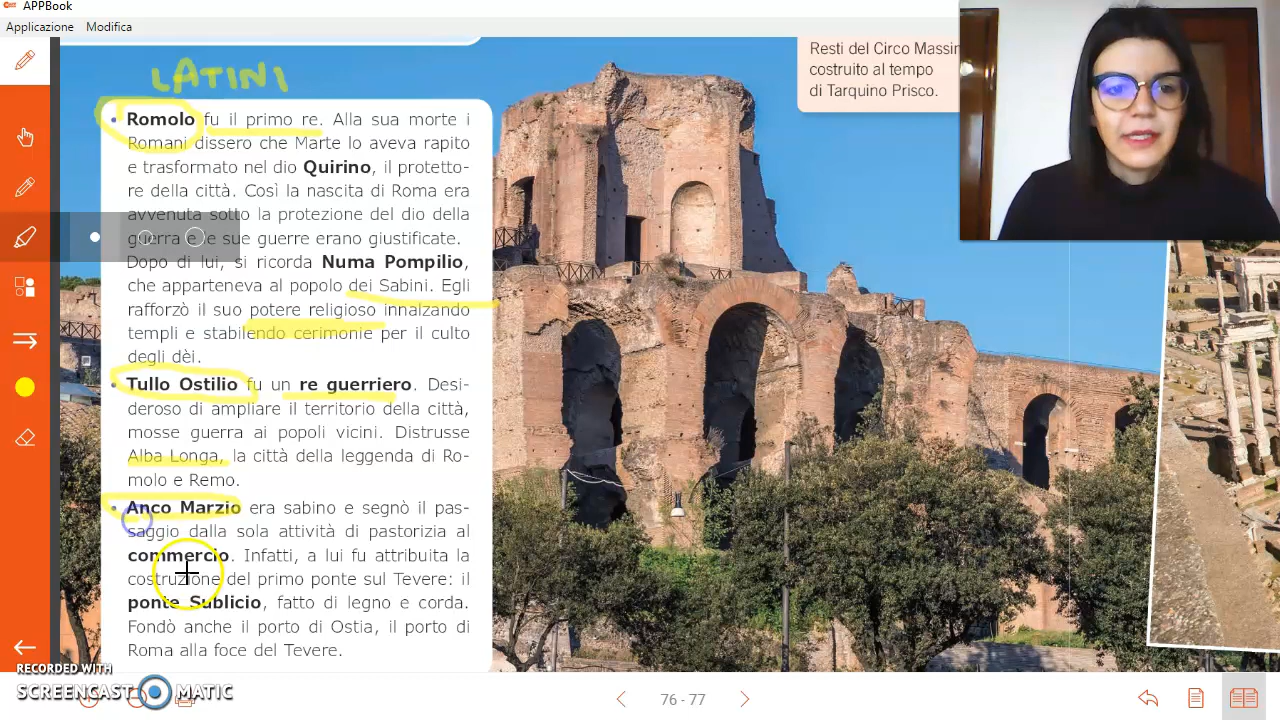 APPBook
Applicazione Modifica
Resti del Circo Massim
costruito al tempo
di Tarquino Prisco.
LATINI
• Romolo fu il primo re. Alla sua morte i
Romani dissero che Marte lo aveva rapito
e trasformato nel dio Quirino, il protetto-
re della città. Così la nascita di Roma era
avvenuta sotto la protezione del dio della
guerra e le sue guerre erano giustificate.
Dopo di lui, si ricorda Numa Pompilio,
che apparteneva al popolo dei Sabini. Egli
rafforzò il suo potere religioso innalzando
templi e stabilendo cerimonie per il culto
degli dèi.
• Tullo Ostilio fu un re guerriero. Desi-
deroso di ampliare il territorio della città,
mosse guerra ai popoli vicini. Distrusse
Alba Longa, la città della leggenda di Ro-
molo e Remo.
• Anco Marzio era sabino e segnò il pas-
saggio dalla sola attività di pastorizia al
commercio. Infatti, a lui fu attribuita la
costruzione del primo ponte sul Tevere: il
ponte Sublicio, fatto di legno e corda.
Fondò anche il porto di Ostia, il porto di
Roma alla foce del Tevere.
RECORDED WITH
SCREENCAST MATIC
76 - 77